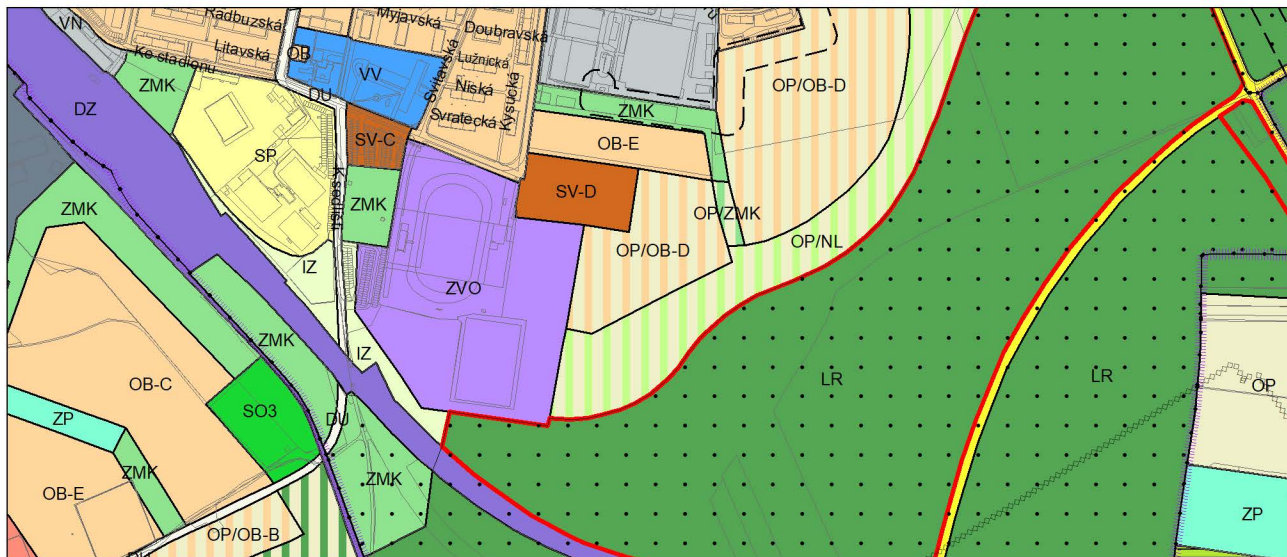 VN
Radbuzská
Myjavská
Doubravská
Litavská
OB
Ke stadionu
Lužnická
VV
Svitavská
Niská
ZMK
DU
OP/OB-D
DZ
Kysucká
Svratecká
ZMK
SV-C
OB-E
SP
K sádlišti
SV-D
ZMK
ZMK
OP/ZMK
OP/NL
OP/OB-D
IZ
ZVO
ZMK
IZ
LR
LR
OB-C
OP
SO3
ZP
DU
ZMK
ZMK
OB-E
ZP
OP/OB-B